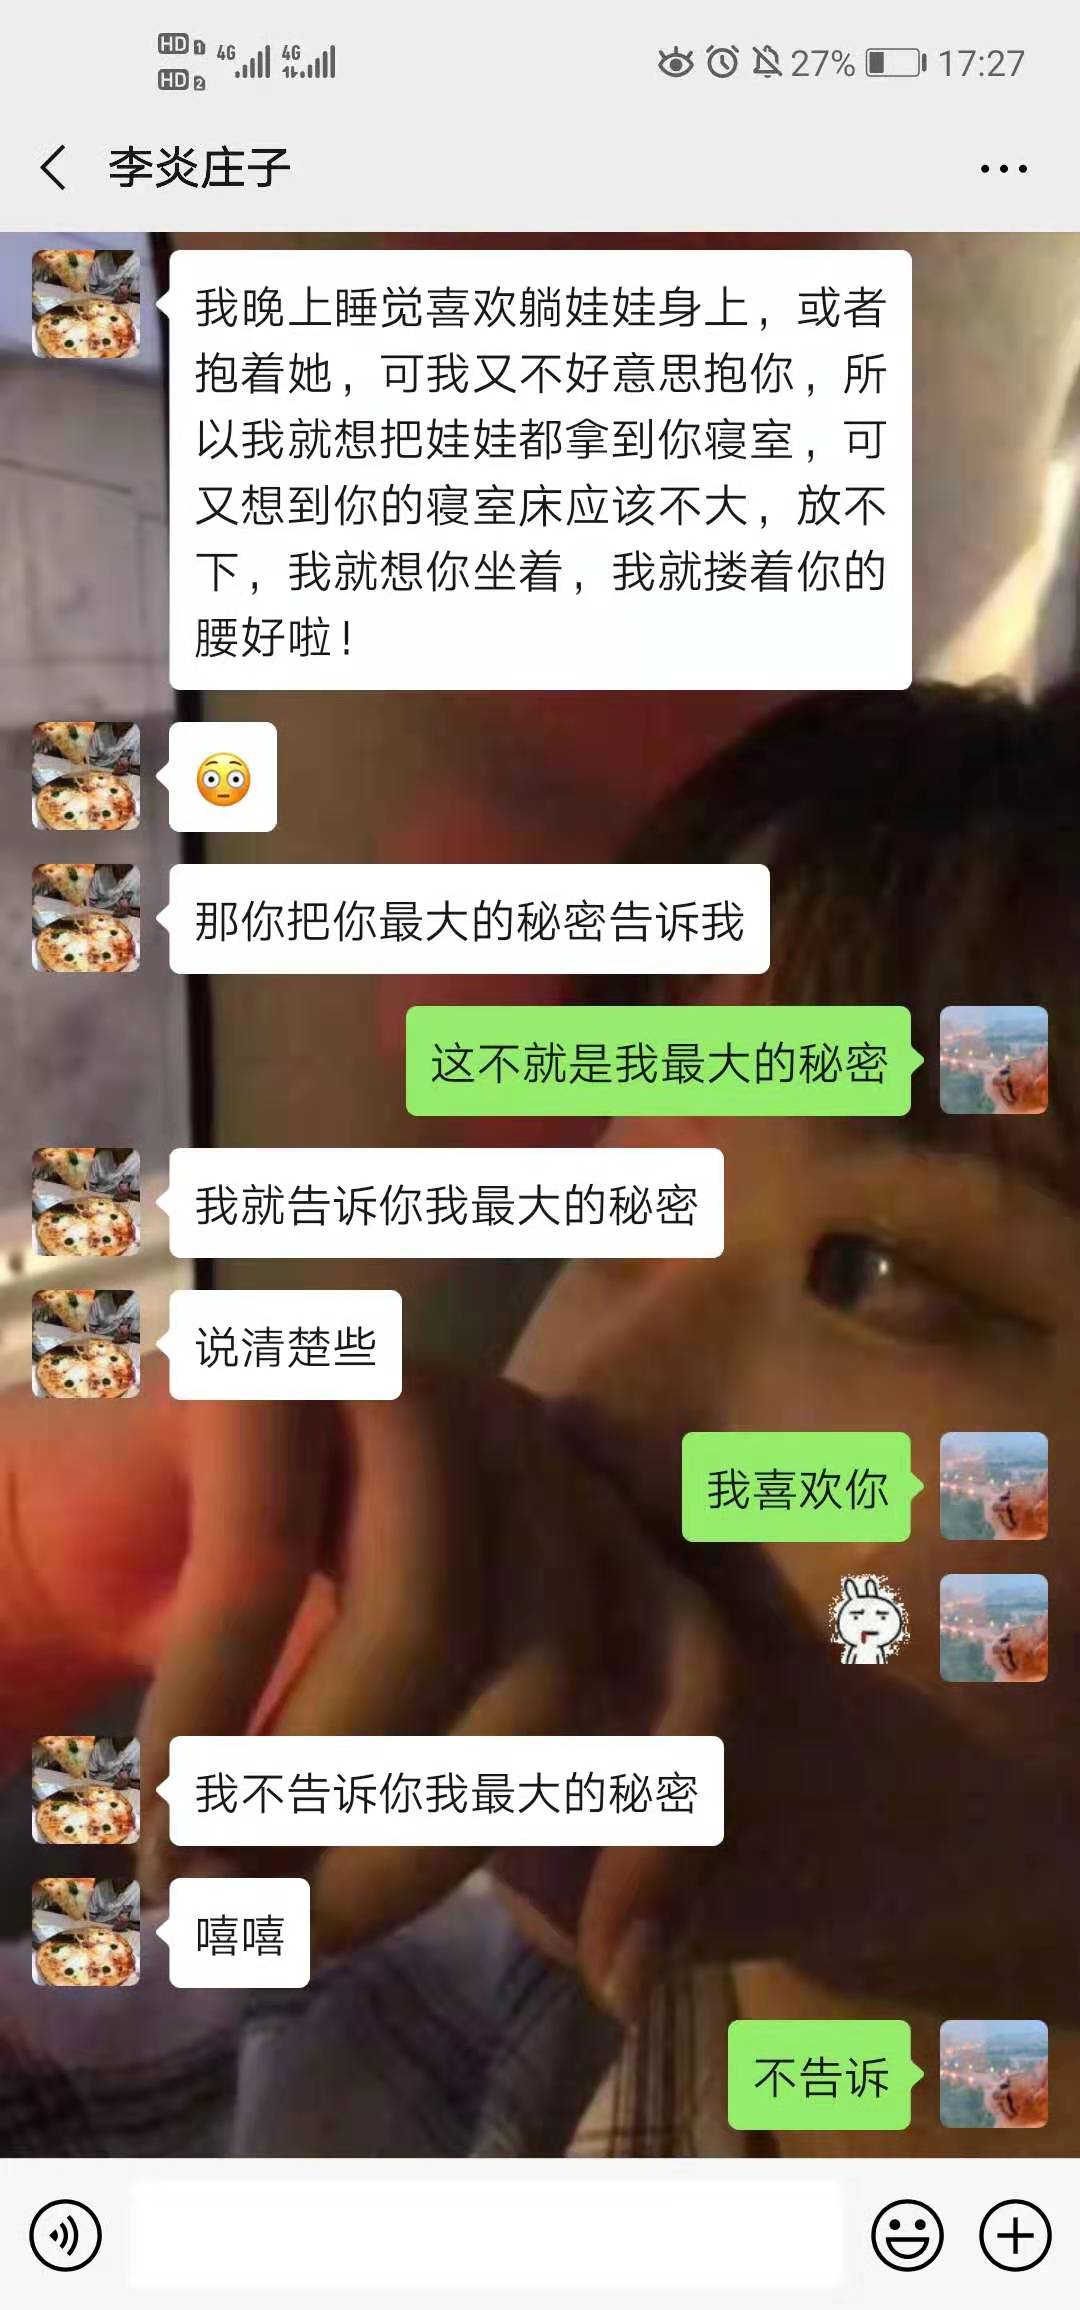 HD 1 4G 4G
HD 2
27% 17:27
李炎庄子
我晚上睡觉喜欢躺娃娃身上，或者
抱着她，可我又不好意思抱你，所
以我就想把娃娃都拿到你寝室，可
又想到你的寝室床应该不大，放不
下，我就想你坐着，我就搂着你的
腰好啦！
那你把你最大的秘密告诉我
这不就是我最大的秘密
我就告诉你我最大的秘密
说清楚些
我喜欢你
我不告诉你我最大的秘密
嘻嘻
不告诉